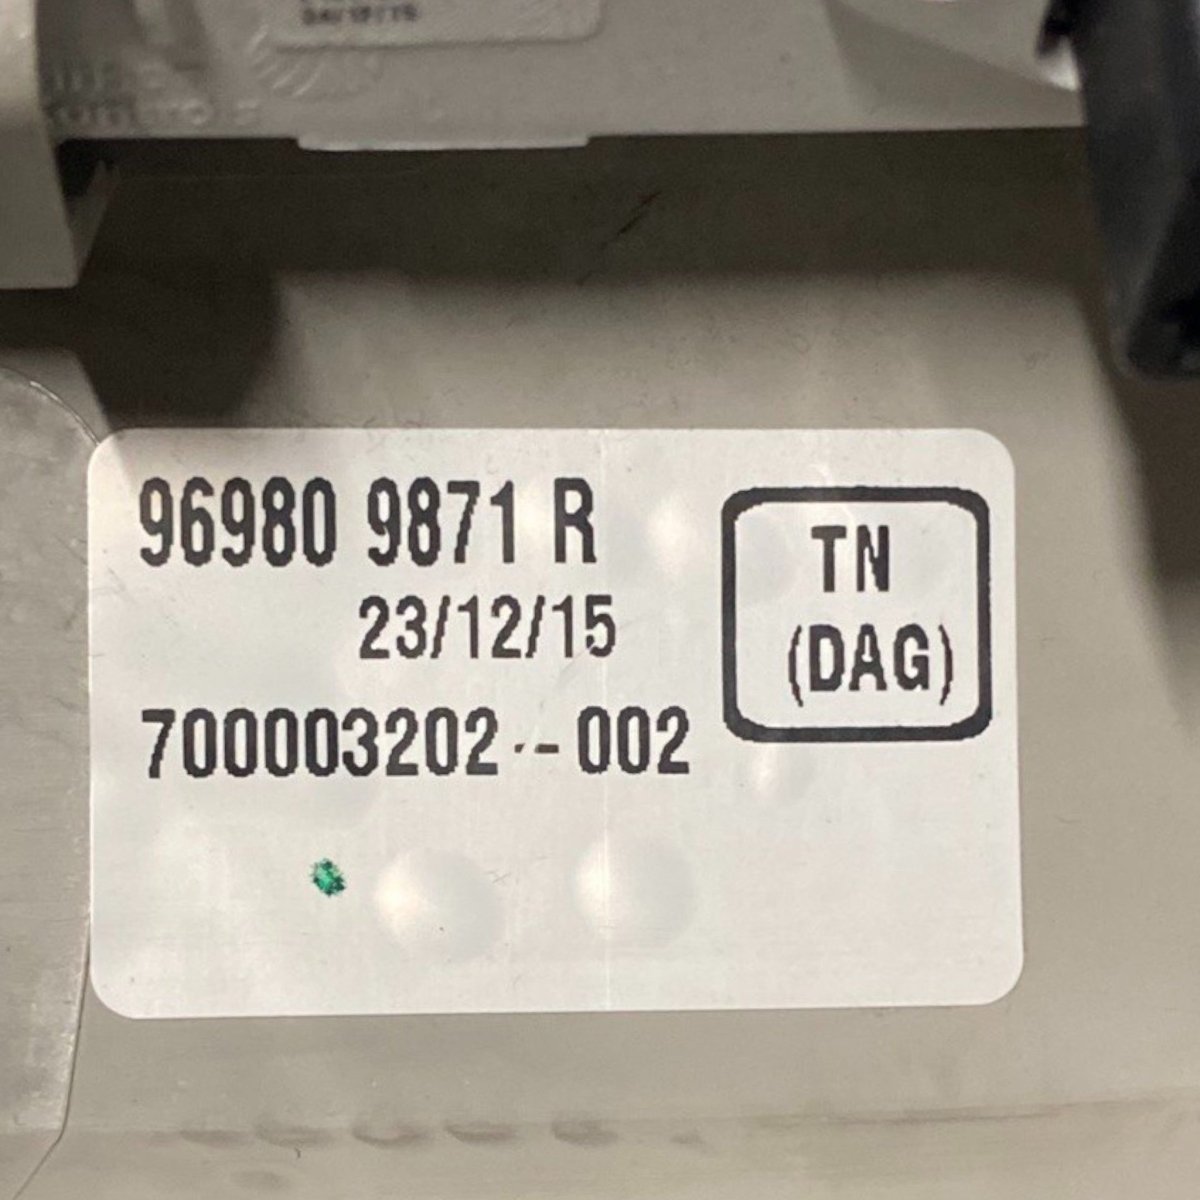 96980 9871 R
23/12/15
700003202 -- 002
TN
(DAG)